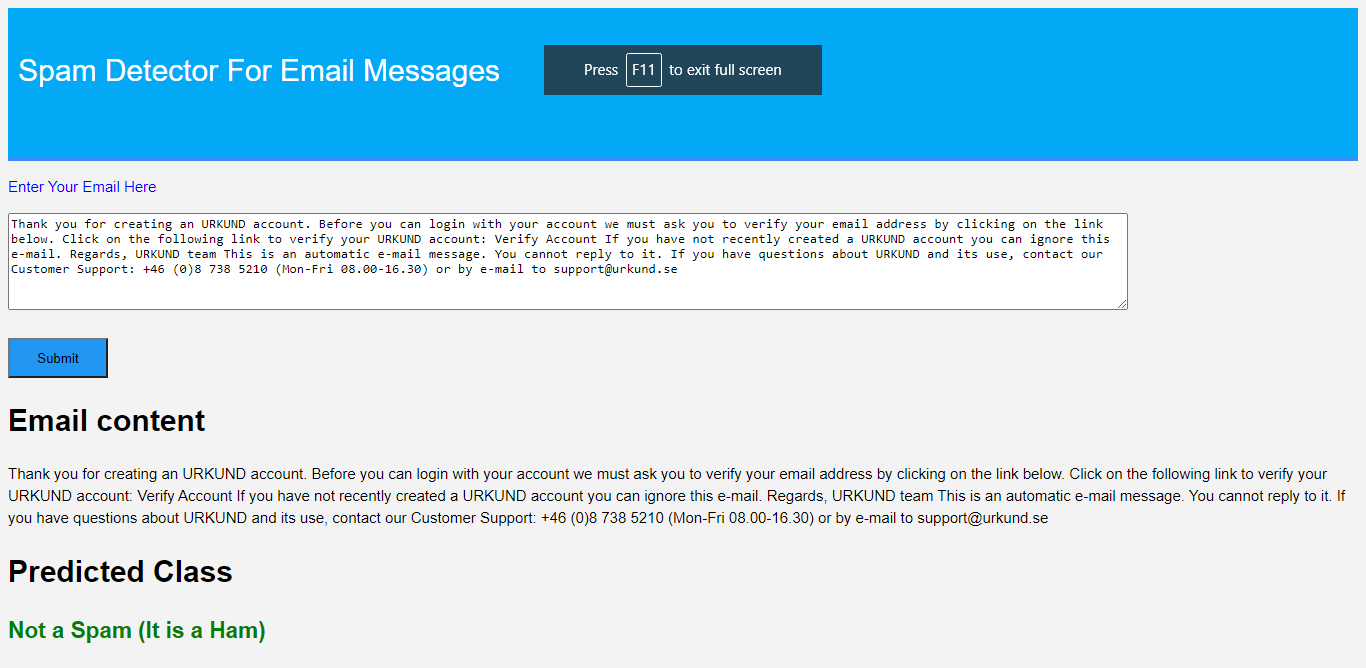 Spam Detector For Email Messages
Press F11 to exit full screen
Enter Your Email Here
Thank you for creating an URKUND account. Before you can login with your account we must ask you to verify your email address by clicking on the link
below. Click on the following link to verify your URKUND account: Verify Account If you have not recently created a URKUND account you can ignore this
e-mail. Regards, URKUND team This is an automatic e-mail message. You cannot reply to it. If you have questions about URKUND and its use, contact our
Customer Support: +46 (0)8 738 5210 (Mon-Fri 08.00-16.30) or by e-mail to support@urkund.se
Submit
Email content
Thank you for creating an URKUND account. Before you can login with your account we must ask you to verify your email address by clicking on the link below. Click on the following link to verify your
URKUND account: Verify Account If you have not recently created a URKUND account you can ignore this e-mail. Regards, URKUND team This is an automatic e-mail message. You cannot reply to it. If
you have questions about URKUND and its use, contact our Customer Support: +46 (0)8 738 5210 (Mon-Fri 08.00-16.30) or by e-mail to support@urkund.se
Predicted Class
Not a Spam (It is a Ham)